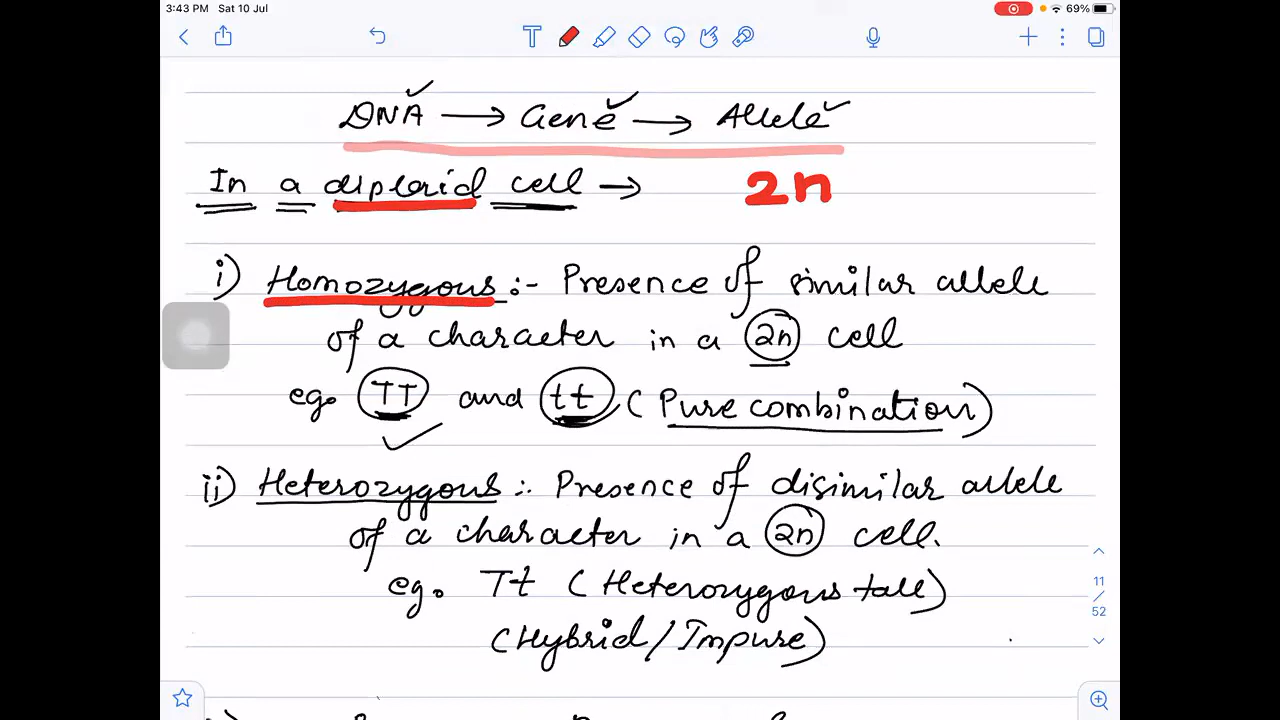 3:43 PM Sat 10 Jul 69%
DNA → Gene → Allele
In a diploid cell → 2n
i) Homozygous :- Presence of similar allele
of a character in a 2n cell
eg. TT and tt (Pure combination)
ii) Heterozygous :. Presence of disimilar allele
of a character in a 2n cell.
eg. Tt (Heterozygous tall)
(Hybrid/Impure)
11
/
52